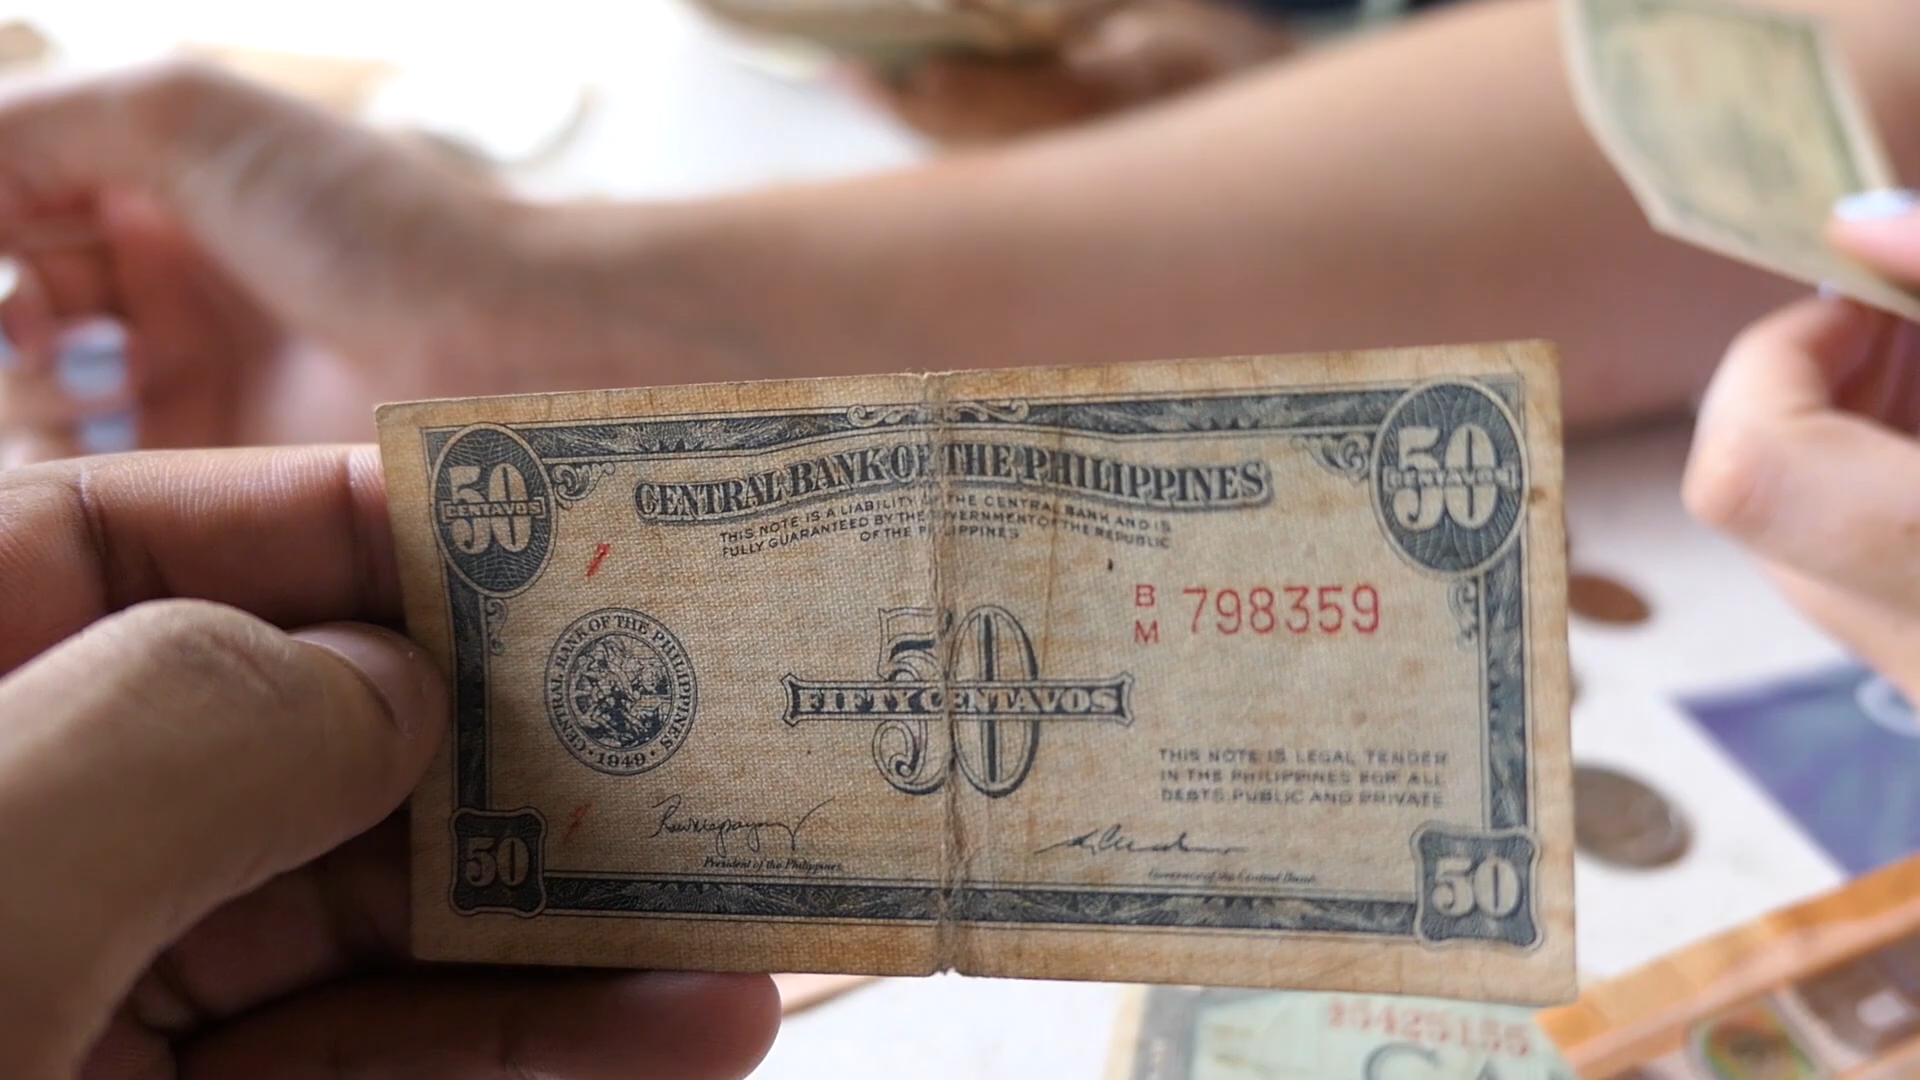 50
CENTAVOS
50
CENTAVOS
CENTRAL BANK OF THE PHILIPPINES
THIS NOTE IS A LIABILITY OF THE CENTRAL BANK AND IS
FULLY GUARANTEED BY THE GOVERNMENT OF THE REPUBLIC
OF THE PHILIPPINES
B
M 798359
CENTRAL BANK OF THE PHILIPPINES
1949
50
FIFTY CENTAVOS
THIS NOTE IS LEGAL TENDER
IN THE PHILIPPINES FOR ALL
DEBTS PUBLIC AND PRIVATE
President of the Philippines
Governor of the Central Bank
50
50